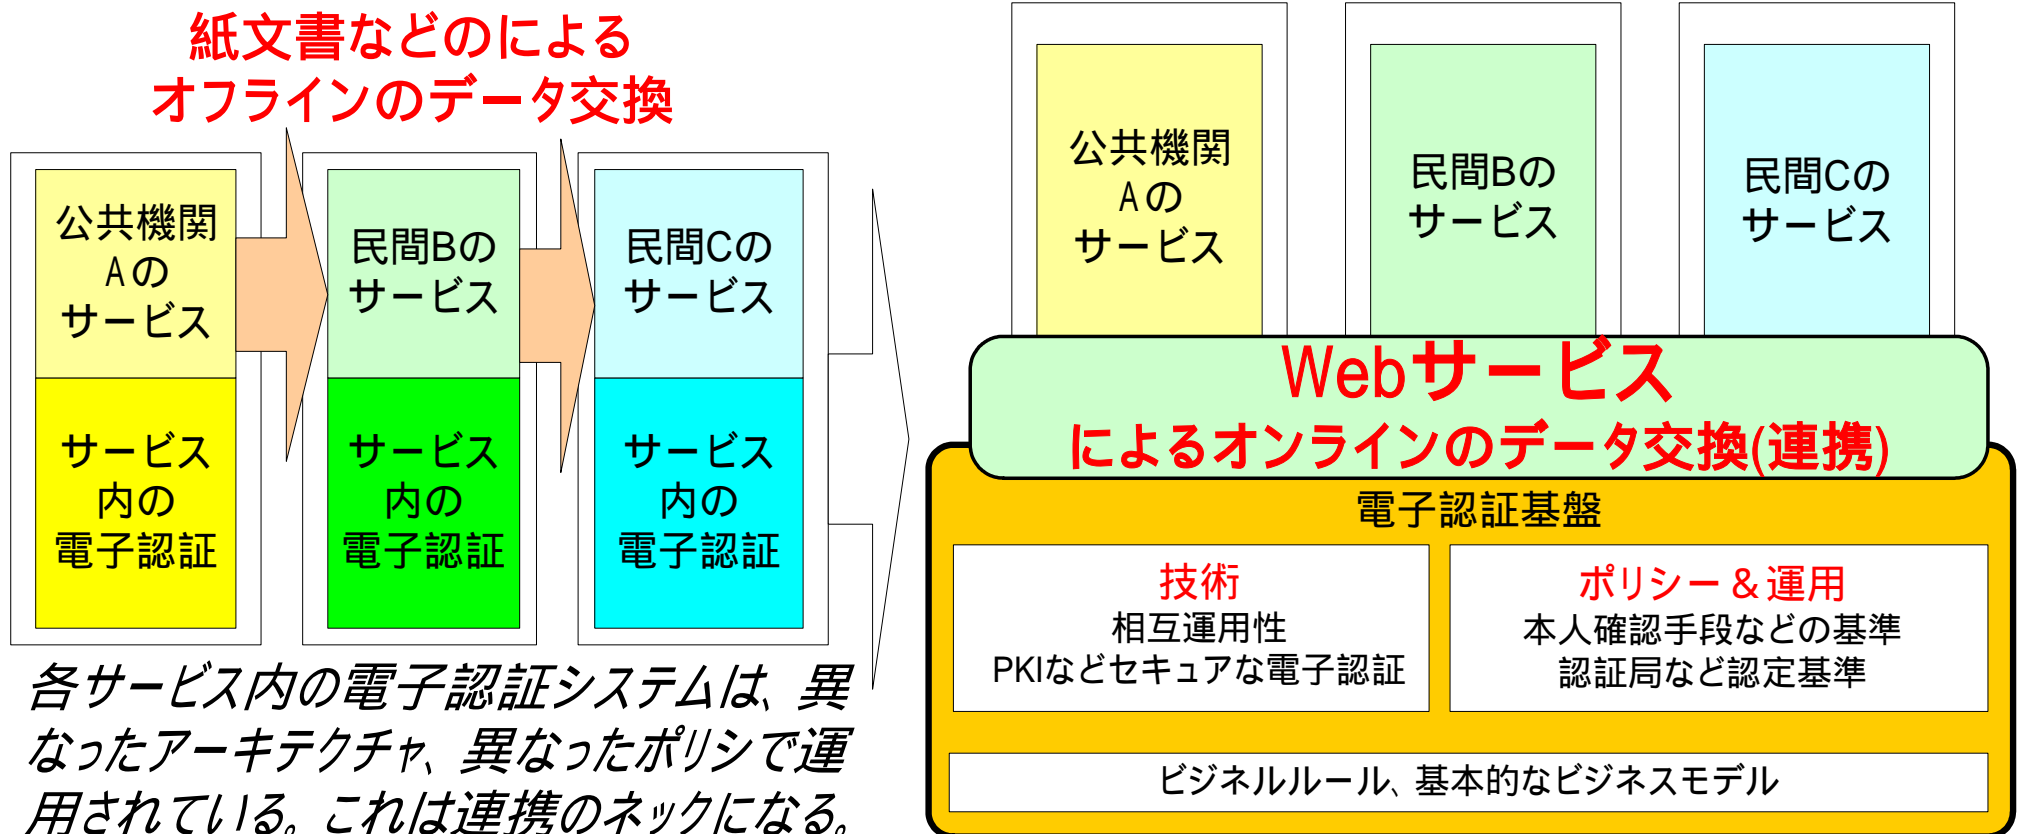 紙文書などのによる
オフラインのデータ交換
公共機関
Aの
サービス
民間Bの
サービス
民間Cの
サービス
サービス
内の
電子認証
サービス
内の
電子認証
サービス
内の
電子認証
各サービス内の電子認証システムは、異
なったアーキテクチャ、異なったポリシで運
用されている。これは連携のネックになる。
公共機関
Aの
サービス
民間Bの
サービス
民間Cの
サービス
Webサービス
によるオンラインのデータ交換(連携)
電子認証基盤
技術
相互運用性
PKIなどセキュアな電子認証
ポリシー＆運用
本人確認手段などの基準
認証局など認定基準
ビジネルルール、基本的なビジネスモデル